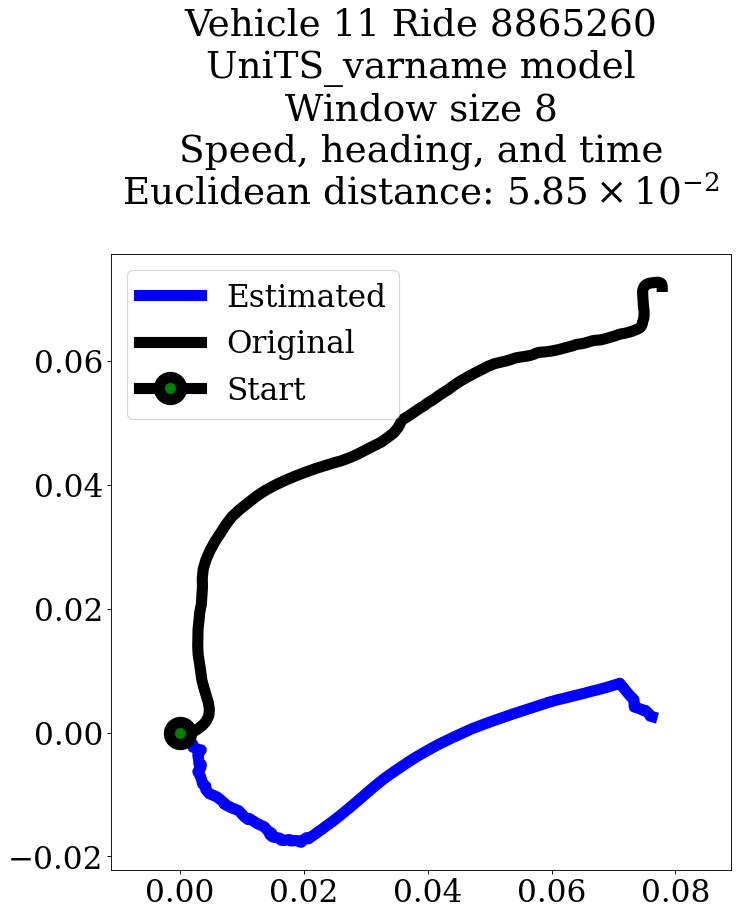 Vehicle 11 Ride 8865260
UniTS_varname model
Window size 8
Speed, heading, and time
Euclidean distance: 5.85 × 10⁻²
Estimated
Original
Start
0.06
0.04
0.02
0.00
−0.02
0.00 0.02 0.04 0.06 0.08